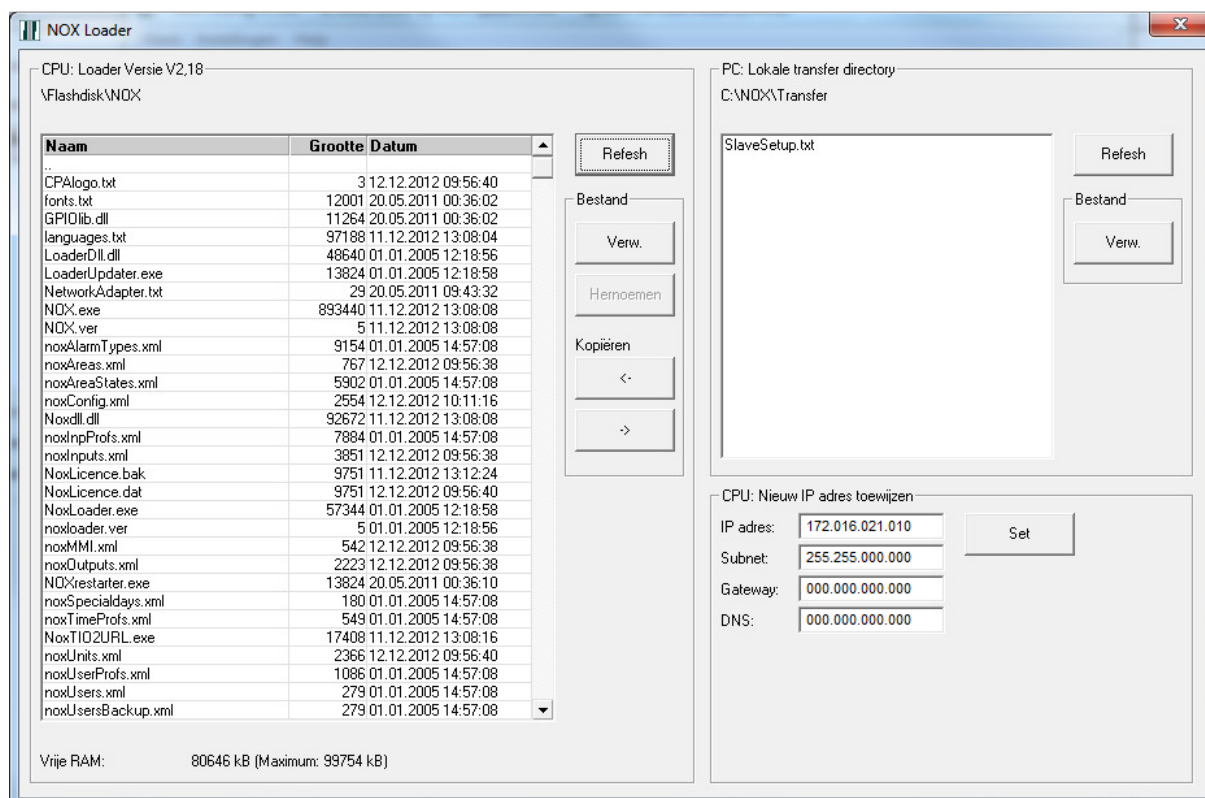 NOX Loader
CPU: Loader Versie V2,18
\Flashdisk\NOX
Naam Grootte Datum
..
CPAlogo.txt 3 12.12.2012 09:56:40
fonts.txt 12001 20.05.2011 00:36:02
GPIOlib.dll 11264 20.05.2011 00:36:02
languages.txt 97188 11.12.2012 13:08:04
LoaderDll.dll 48640 01.01.2005 12:18:56
LoaderUpdater.exe 13824 01.01.2005 12:18:58
NetworkAdapter.txt 29 20.05.2011 09:43:32
NOX.exe 893440 11.12.2012 13:08:08
NOX.ver 5 11.12.2012 13:08:08
noxAlarmTypes.xml 9154 01.01.2005 14:57:08
noxAreas.xml 767 12.12.2012 09:56:38
noxAreaStates.xml 5902 01.01.2005 14:57:08
noxConfig.xml 2554 12.12.2012 10:11:16
Noxdll.dll 92672 11.12.2012 13:08:08
noxInpProfs.xml 7884 01.01.2005 14:57:08
noxInputs.xml 3851 12.12.2012 09:56:38
NoxLicence.bak 9751 11.12.2012 13:12:24
NoxLicence.dat 9751 12.12.2012 09:56:40
NoxLoader.exe 57344 01.01.2005 12:18:58
noxloader.ver 5 01.01.2005 12:18:56
noxMMI.xml 542 12.12.2012 09:56:38
noxOutputs.xml 2223 12.12.2012 09:56:38
NOXrestarter.exe 13824 20.05.2011 00:36:10
noxSpecialdays.xml 180 01.01.2005 14:57:08
noxTimeProfs.xml 549 01.01.2005 14:57:08
NoxTIO2URL.exe 17408 11.12.2012 13:08:16
noxUnits.xml 2366 12.12.2012 09:56:40
noxUserProfs.xml 1086 01.01.2005 14:57:08
noxUsers.xml 279 01.01.2005 14:57:08
noxUsersBackup.xml 279 01.01.2005 14:57:08
Vrije RAM: 80646 kB (Maximum: 99754 kB)
Refesh
Bestand
Verw.
Hernoemen
Kopiëren
<-
->
PC: Lokale transfer directory
C:\NOX\Transfer
SlaveSetup.txt
Refesh
Bestand
Verw.
CPU: Nieuw IP adres toewijzen
IP adres: 172.016.021.010
Set
Subnet: 255.255.000.000
Gateway: 000.000.000.000
DNS: 000.000.000.000